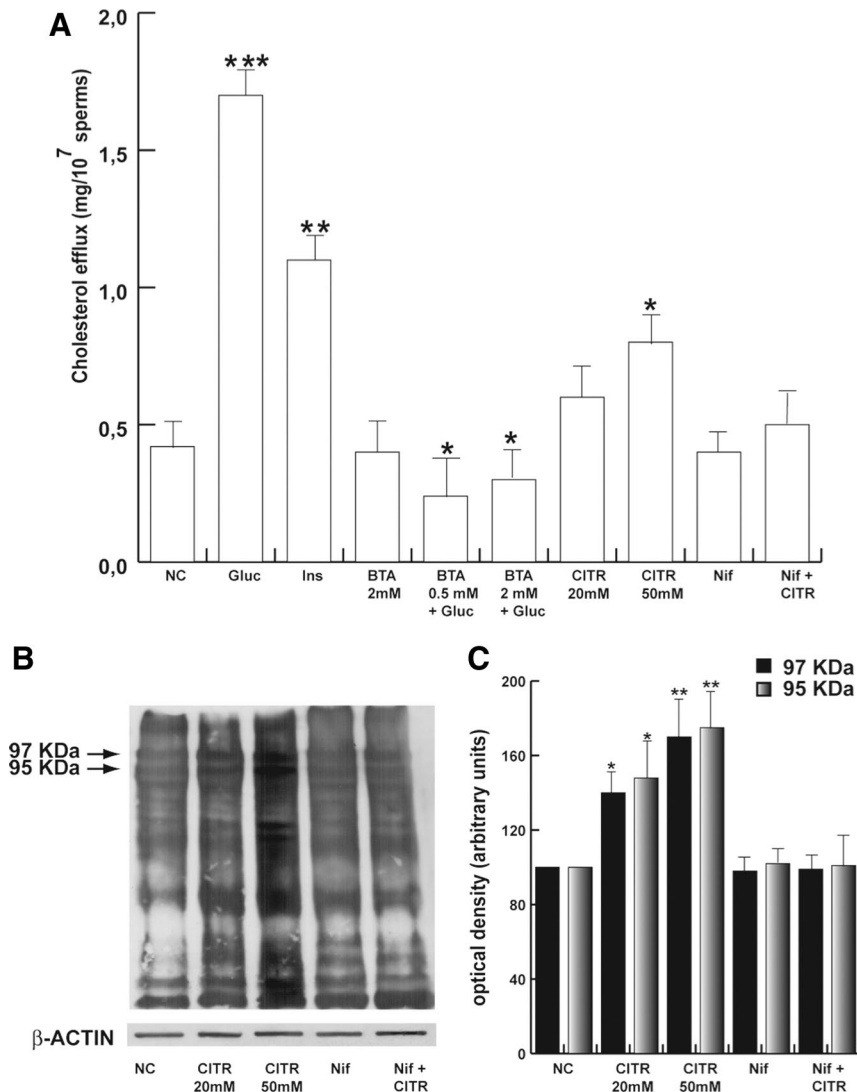 A
Cholesterol efflux (mg/10^7 sperms)
2,0
1,5
1,0
0,5
0,0
***
**
*
*
*
NC Gluc Ins BTA 2mM BTA 0.5 mM + Gluc BTA 2 mM + Gluc CITR 20mM CITR 50mM Nif Nif + CITR
B
97 KDa
95 KDa
β-ACTIN
NC CITR 20mM CITR 50mM Nif Nif + CITR
C
97 KDa
95 KDa
optical density (arbitrary units)
200
160
120
80
40
0
*
*
**
**
NC CITR 20mM CITR 50mM Nif Nif + CITR